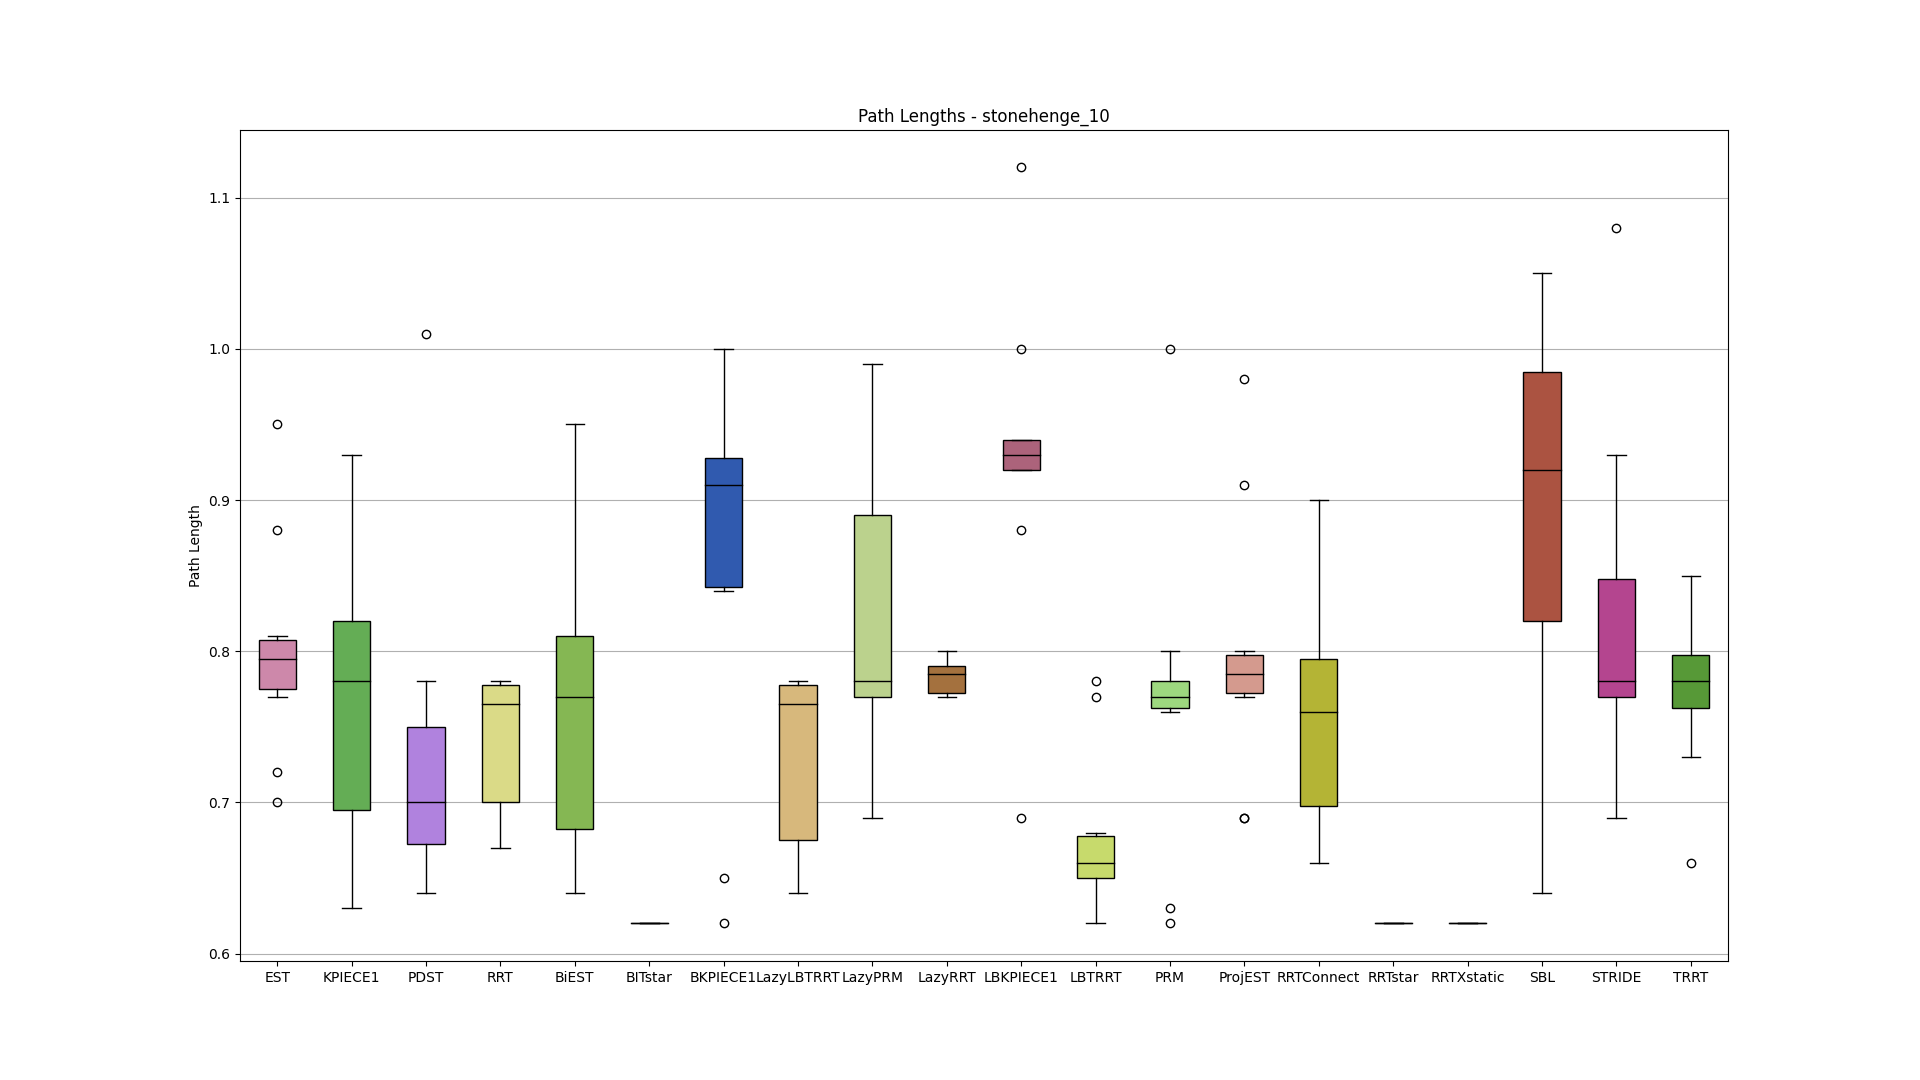 Path Lengths - stonehenge_10
Path Length
1.1
1.0
0.9
0.8
0.7
0.6
EST KPIECE1 PDST RRT BiEST BITstar BKPIECE1 LazyLBTRRT LazyPRM LazyRRT LBKPIECE1 LBTRRT PRM ProjEST RRTConnect RRTstar RRTXstatic SBL STRIDE TRRT